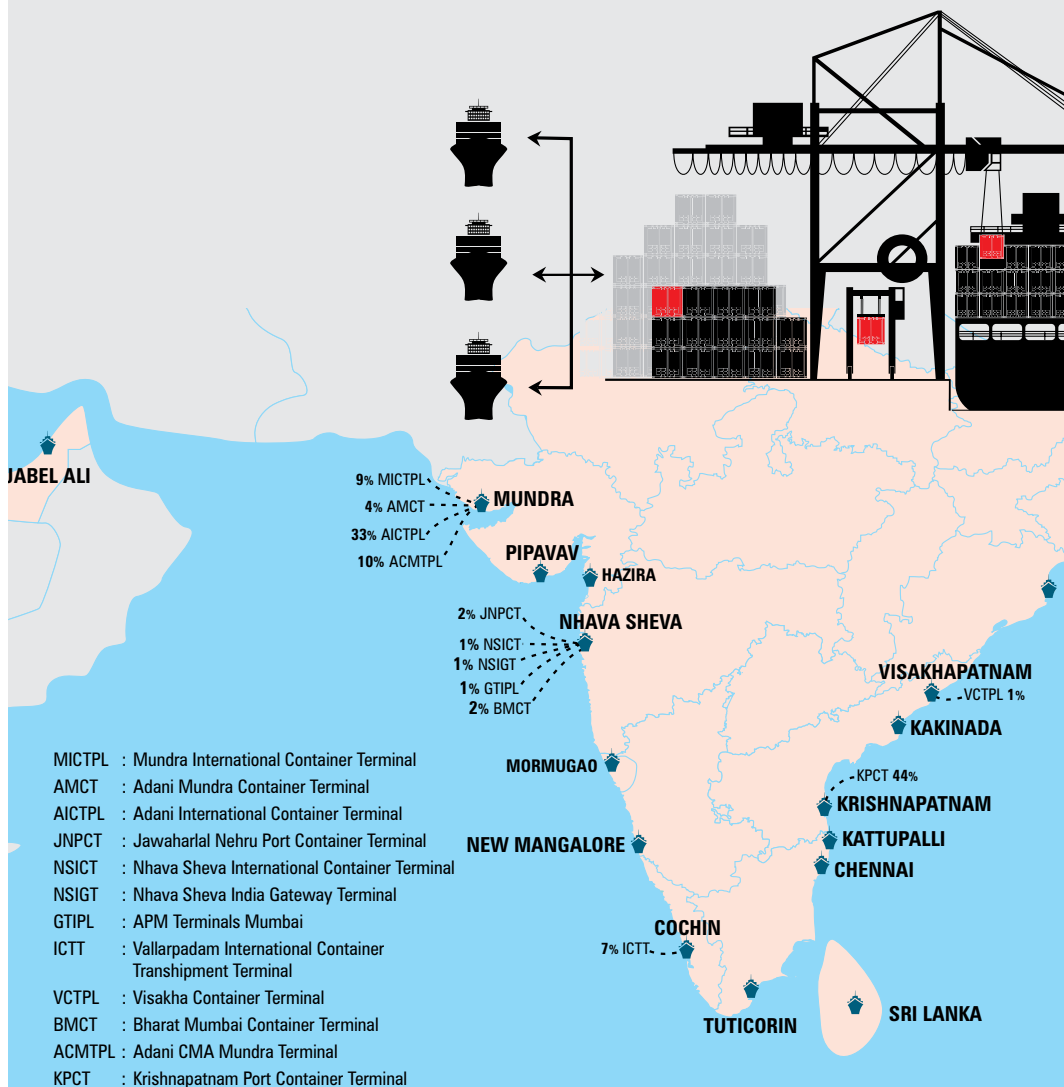 JABEL ALI
9% MICTPL
MUNDRA
4% AMCT
33% AICTPL
10% ACMTPL
PIPAVAV
HAZIRA
2% JNPCT
NHAVA SHEVA
1% NSICT
1% NSIGT
1% GTIPL
2% BMCT
VISAKHAPATNAM
VCTPL 1%
KAKINADA
MORMUGAO
KPCT 44%
KRISHNAPATNAM
NEW MANGALORE
KATTUPALLI
CHENNAI
COCHIN
7% ICTT
TUTICORIN
SRI LANKA
MICTPL : Mundra International Container Terminal
AMCT : Adani Mundra Container Terminal
AICTPL : Adani International Container Terminal
JNPCT : Jawaharlal Nehru Port Container Terminal
NSICT : Nhava Sheva International Container Terminal
NSIGT : Nhava Sheva India Gateway Terminal
GTIPL : APM Terminals Mumbai
ICTT : Vallarpadam International Container
Transhipment Terminal
VCTPL : Visakha Container Terminal
BMCT : Bharat Mumbai Container Terminal
ACMTPL : Adani CMA Mundra Terminal
KPCT : Krishnapatnam Port Container Terminal